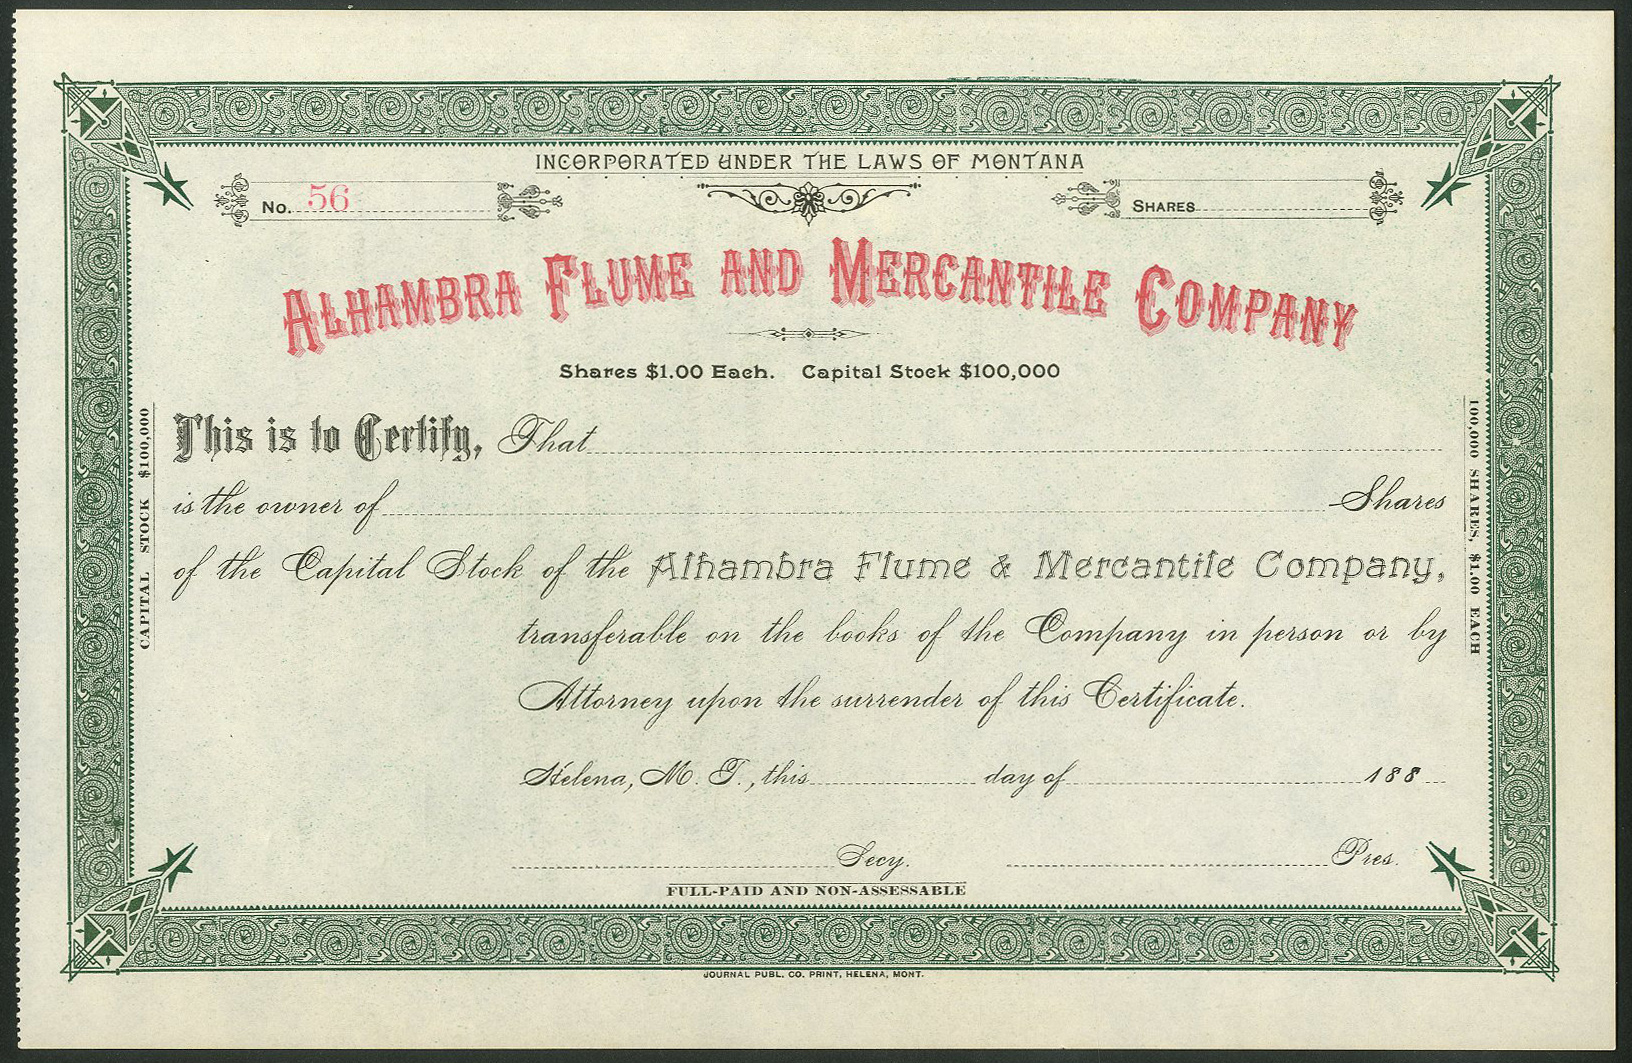 INCORPORATED UNDER THE LAWS OF MONTANA
No. 56
SHARES
ALHAMBRA FLUME AND MERCANTILE COMPANY
Shares $1.00 Each. Capital Stock $100,000
CAPITAL STOCK $100,000
100,000 SHARES, $1.00 EACH
This is to Certify, That
is the owner of Shares
of the Capital Stock of the Alhambra Flume & Mercantile Company,
transferable on the books of the Company in person or by
Attorney upon the surrender of this Certificate.
Helena, M. T., this day of 188
Secy. Pres.
FULL-PAID AND NON-ASSESSABLE
JOURNAL PUBL. CO. PRINT, HELENA, MONT.